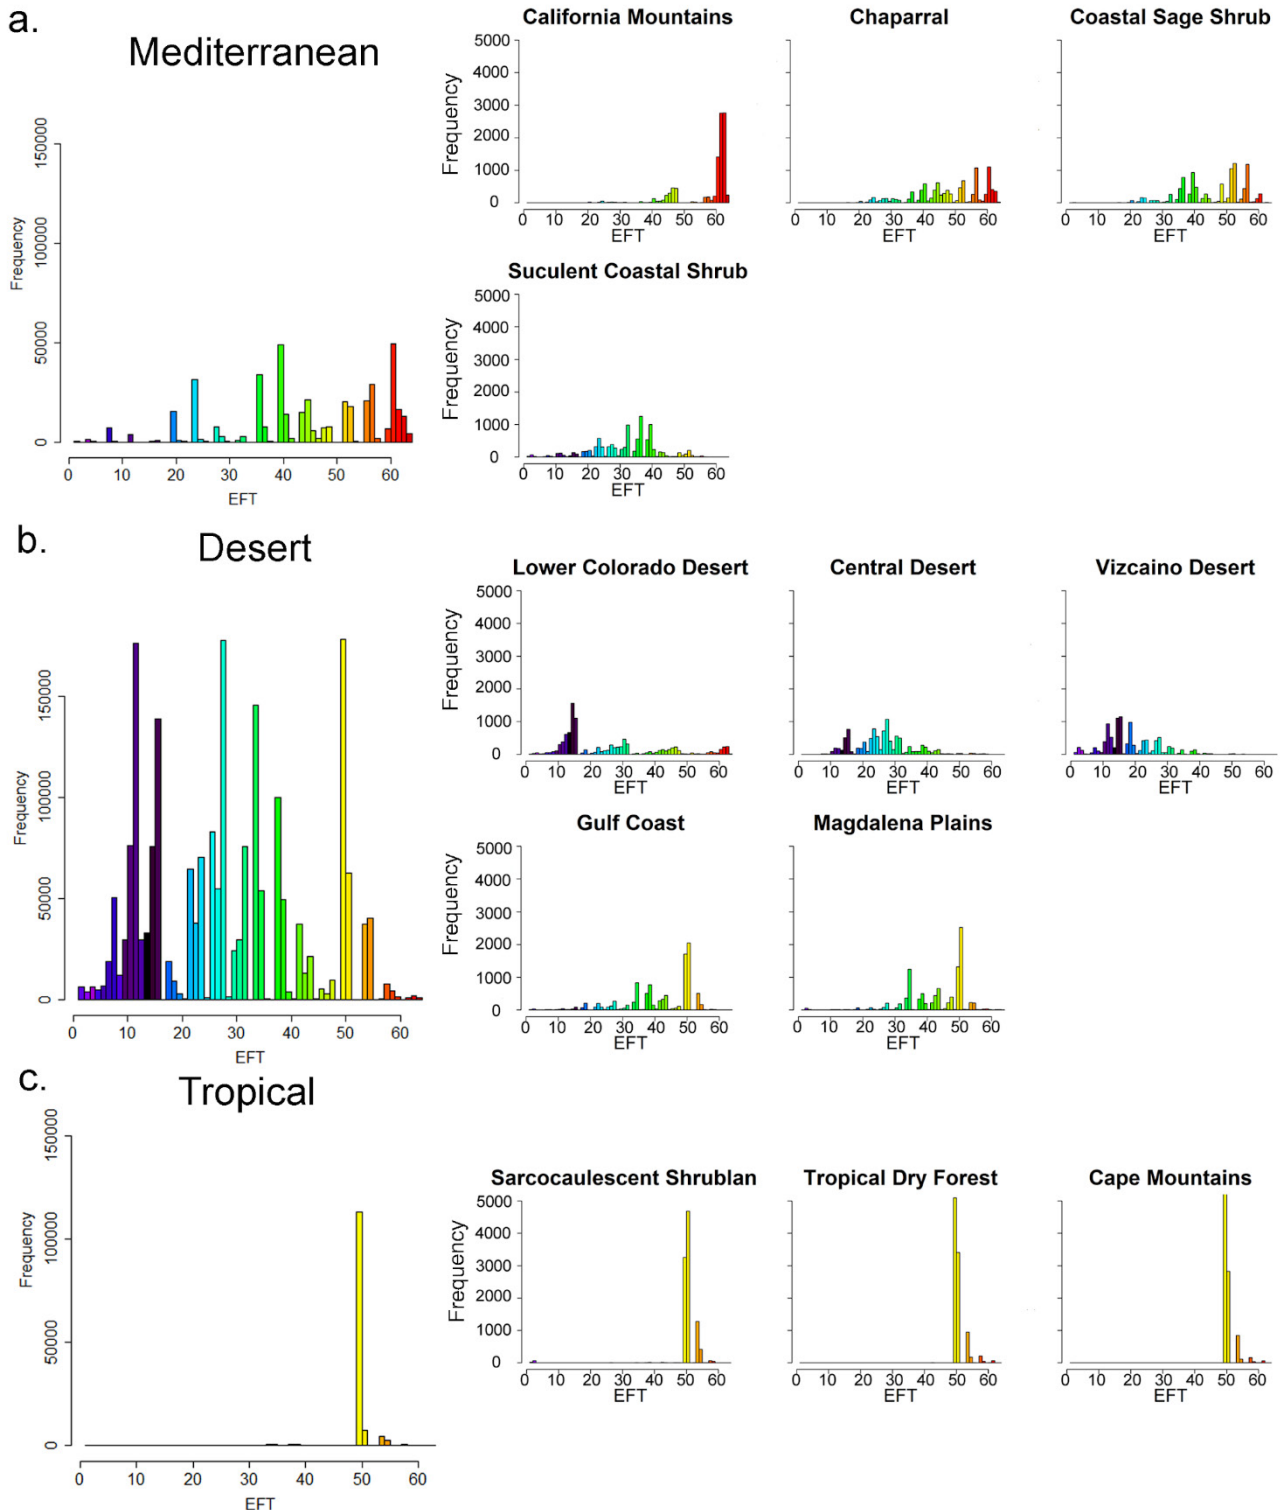 a.
Mediterranean
150000
100000
50000
0
Frequency
0 10 20 30 40 50 60
EFT
California Mountains
5000
4000
3000
2000
1000
0
Frequency
0 10 20 30 40 50 60
EFT
Chaparral
0 10 20 30 40 50 60
EFT
Coastal Sage Shrub
0 10 20 30 40 50 60
EFT
Suculent Coastal Shrub
5000
4000
3000
2000
1000
0
Frequency
0 10 20 30 40 50 60
EFT
b.
Desert
150000
100000
50000
0
Frequency
0 10 20 30 40 50 60
EFT
Lower Colorado Desert
5000
4000
3000
2000
1000
0
Frequency
0 10 20 30 40 50 60
EFT
Central Desert
0 10 20 30 40 50 60
EFT
Vizcaino Desert
0 10 20 30 40 50 60
EFT
Gulf Coast
5000
4000
3000
2000
1000
0
Frequency
0 10 20 30 40 50 60
EFT
Magdalena Plains
0 10 20 30 40 50 60
EFT
c.
Tropical
150000
100000
50000
0
Frequency
0 10 20 30 40 50 60
EFT
Sarcocaulescent Shrublan
5000
4000
3000
2000
1000
0
Frequency
0 10 20 30 40 50 60
EFT
Tropical Dry Forest
0 10 20 30 40 50 60
EFT
Cape Mountains
0 10 20 30 40 50 60
EFT